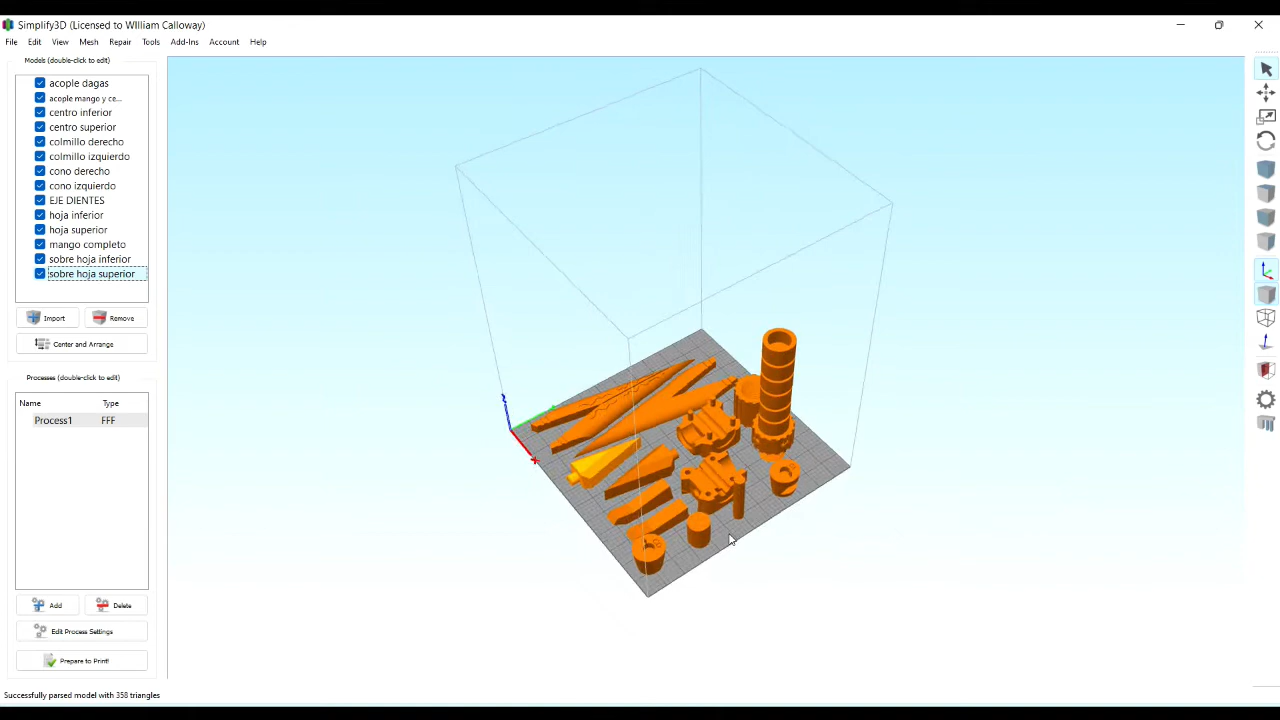 Simplify3D (Licensed to WIlliam Calloway)
File Edit View Mesh Repair Tools Add-Ins Account Help
Models (double-click to edit)
acople dagas
acople mango y ce...
centro inferior
centro superior
colmillo derecho
colmillo izquierdo
cono derecho
cono izquierdo
EJE DIENTES
hoja inferior
hoja superior
mango completo
sobre hoja inferior
sobre hoja superior
Import Remove
Center and Arrange
Processes (double-click to edit)
Name Type
Process1 FFF
Add Delete
Edit Process Settings
Prepare to Print!
Successfully parsed model with 358 triangles